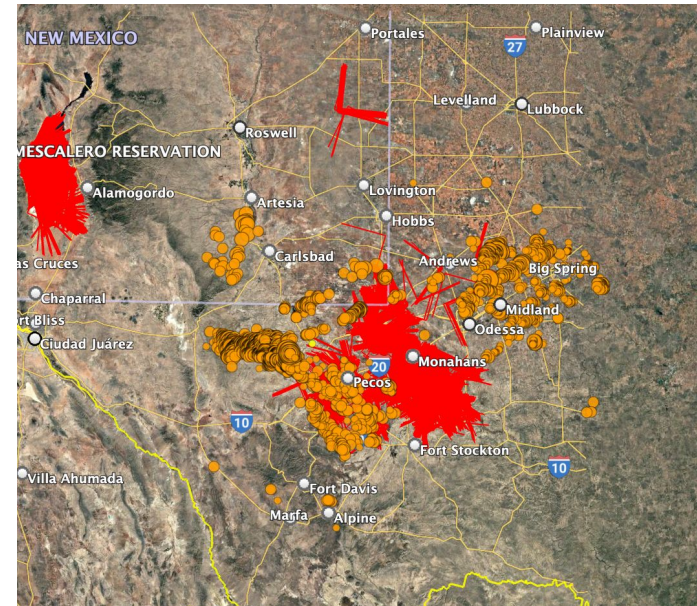 Portales
Plainview
NEW MEXICO
27
Levelland
Lubbock
Roswell
MESCALERO RESERVATION
Alamogordo
Lovington
Artesia
Hobbs
Carlsbad
Andrews
as Cruces
Big Spring
Chaparral
Midland
rt Bliss
Odessa
Ciudad Juárez
Monahans
20
Pecos
10
Fort Stockton
10
Villa Ahumada
Fort Davis
Marfa
Alpine